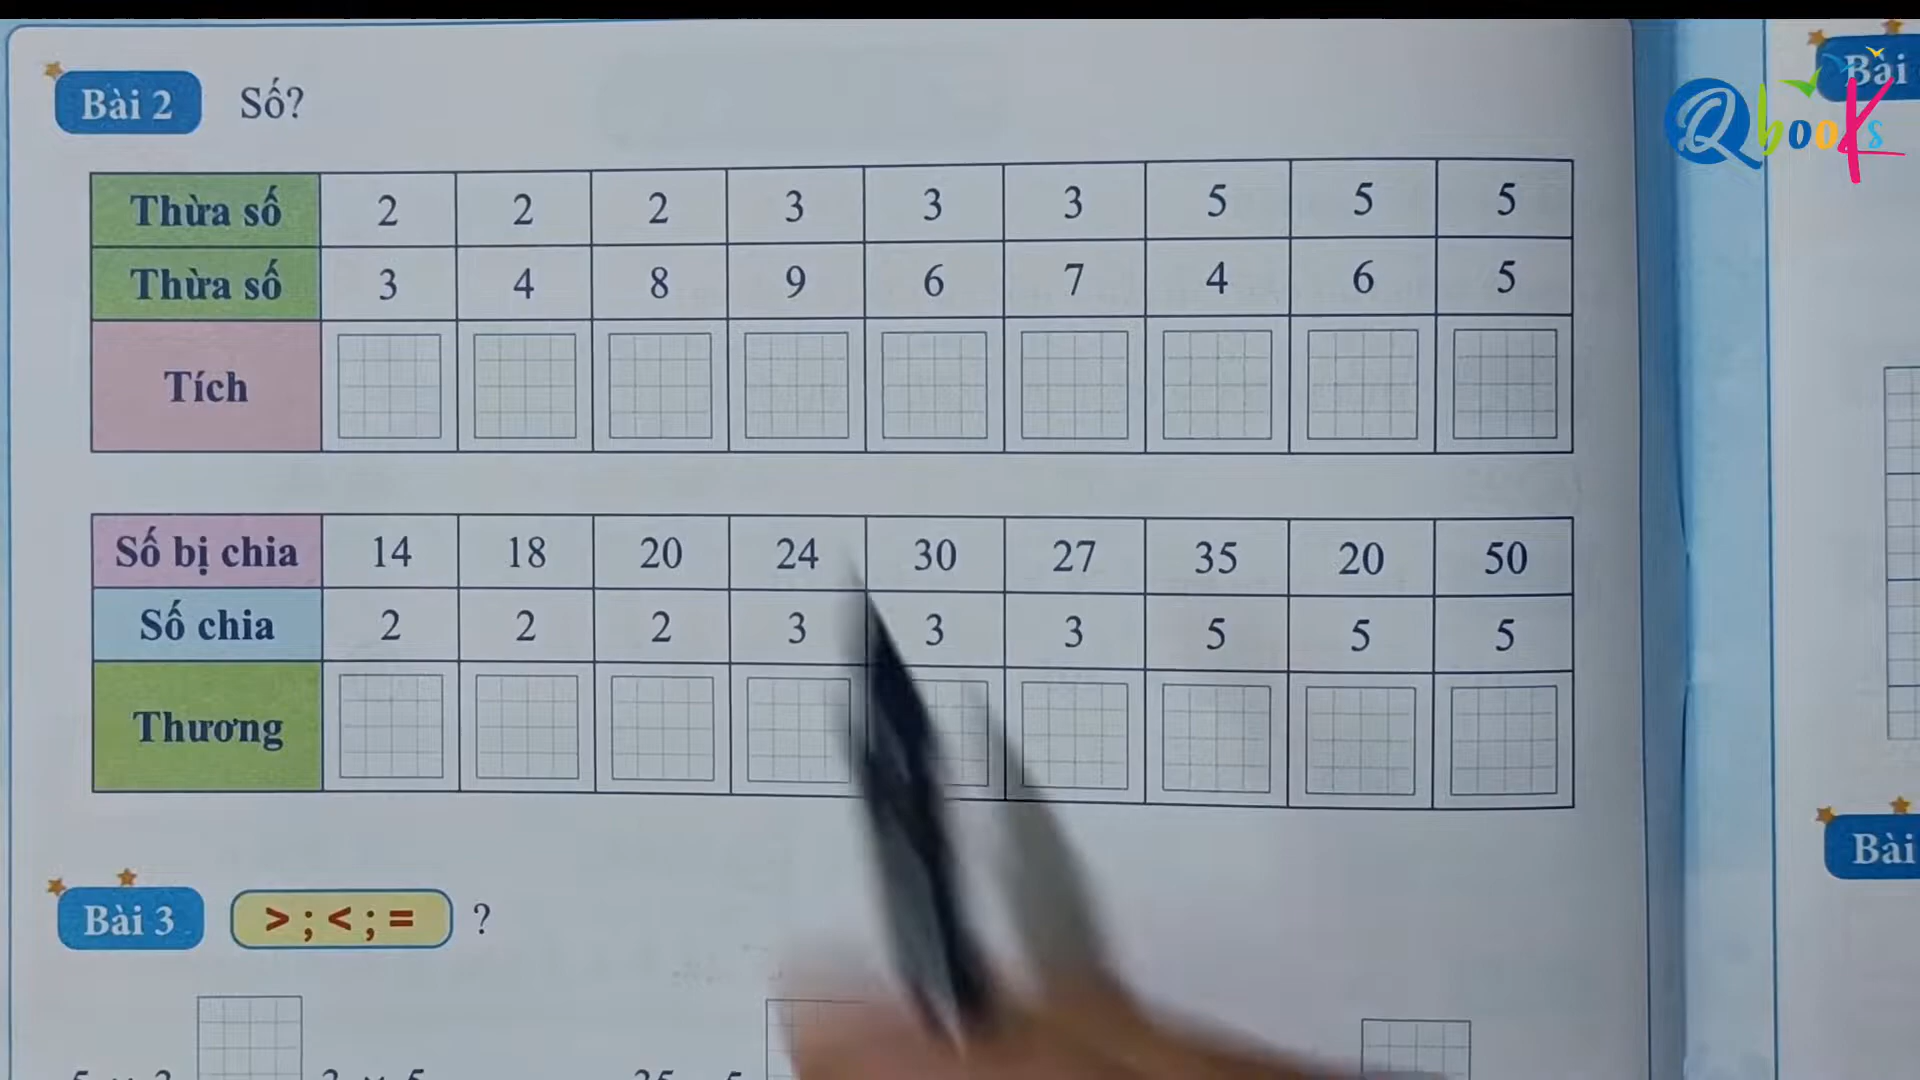 Bài 2 Số?
Thừa số 2 2 2 3 3 3 5 5 5
Thừa số 3 4 8 9 6 7 4 6 5
Tích
Số bị chia 14 18 20 24 30 27 35 20 50
Số chia 2 2 2 3 3 3 5 5 5
Thương
Bài 3 > ; < ; = ?
Bài
Qbooks
Bài